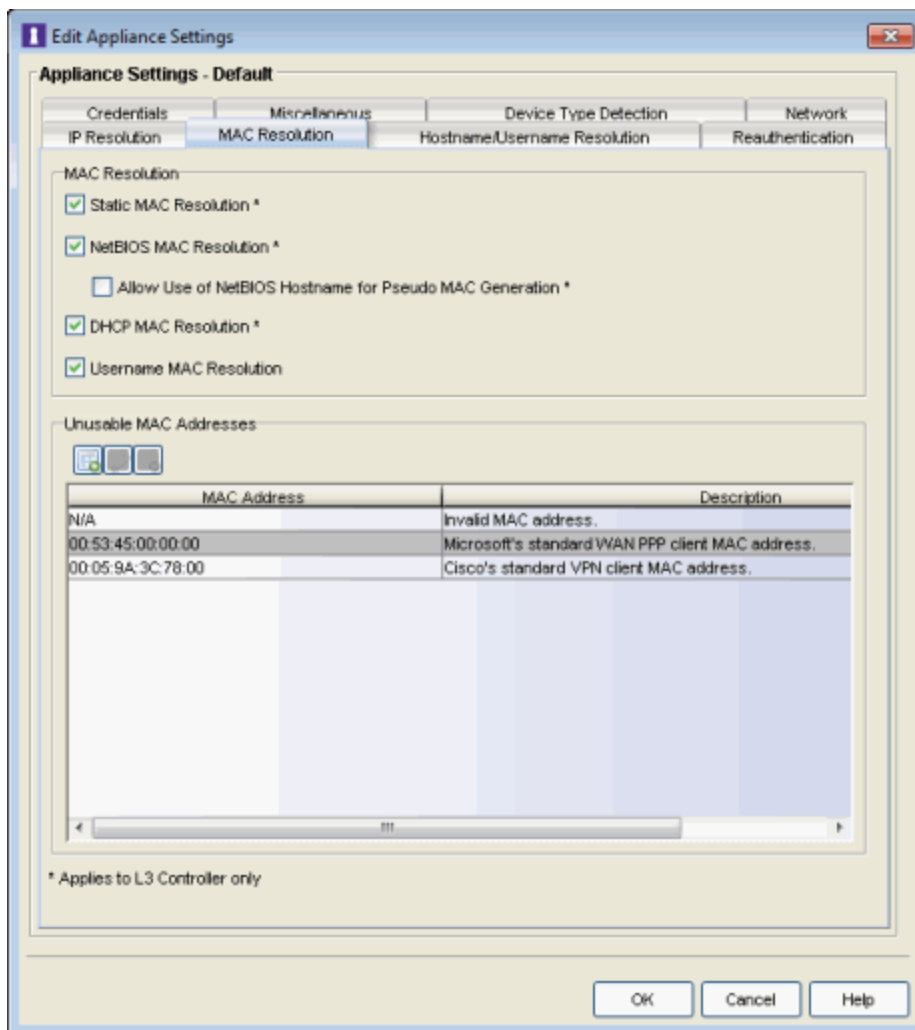 Edit Appliance Settings
Appliance Settings - Default
Credentials Miscellaneous Device Type Detection Network
IP Resolution MAC Resolution Hostname/Username Resolution Reauthentication
MAC Resolution
Static MAC Resolution *
NetBIOS MAC Resolution *
Allow Use of NetBIOS Hostname for Pseudo MAC Generation *
DHCP MAC Resolution *
Username MAC Resolution
Unusable MAC Addresses
MAC Address Description
N/A Invalid MAC address.
00:53:45:00:00:00 Microsoft's standard WAN PPP client MAC address.
00:05:9A:3C:78:00 Cisco's standard VPN client MAC address.
* Applies to L3 Controller only
OK Cancel Help